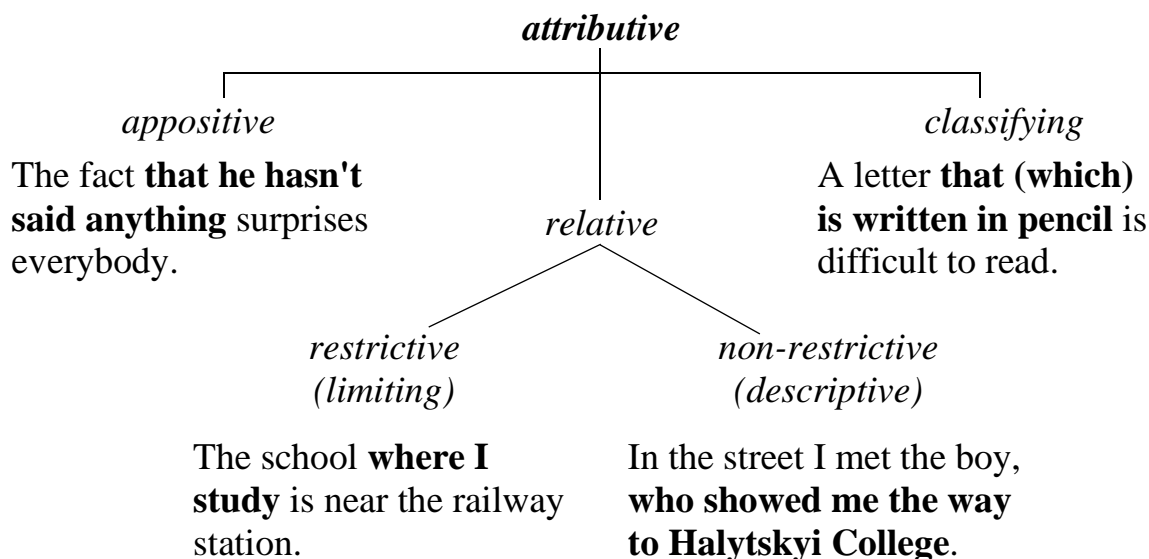 attributive
appositive
The fact that he hasn't
said anything surprises
everybody.
classifying
A letter that (which)
is written in pencil is
difficult to read.
relative
restrictive
(limiting)
The school where I
study is near the railway
station.
non-restrictive
(descriptive)
In the street I met the boy,
who showed me the way
to Halytskyi College.